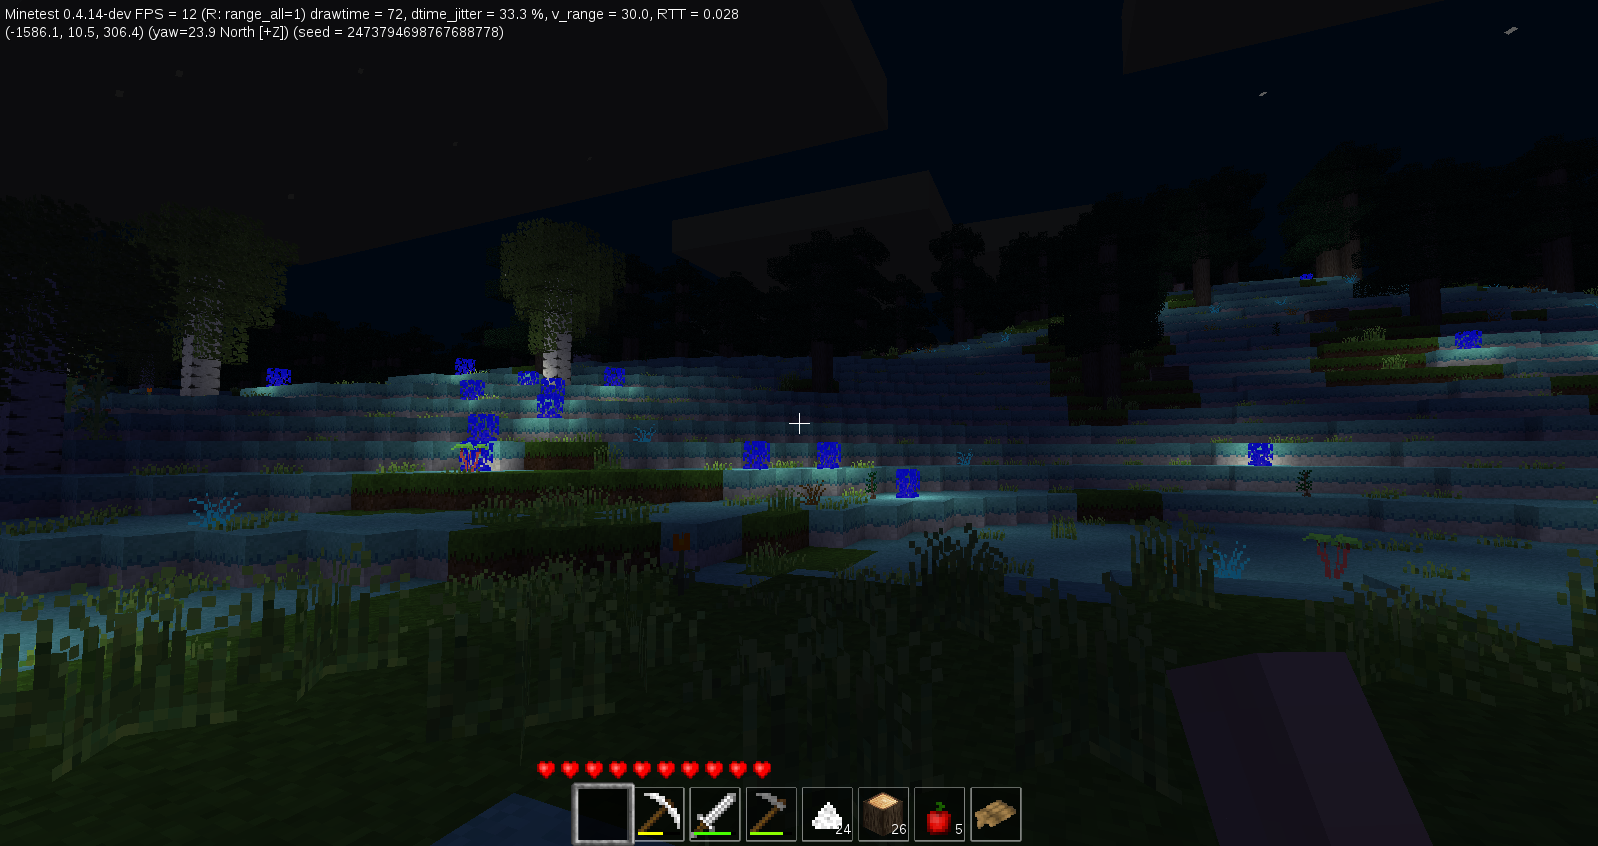 Minetest 0.4.14-dev FPS = 12 (R: range_all=1) drawtime = 72, dtime_jitter = 33.3 %, v_range = 30.0, RTT = 0.028
(-1586.1, 10.5, 306.4) (yaw=23.9 North [+Z]) (seed = 2473794698767688778)
24 26 5